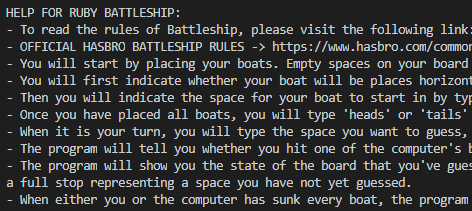 HELP FOR RUBY BATTLESHIP:
- To read the rules of Battleship, please visit the following link:
- OFFICIAL HASBRO BATTLESHIP RULES -> https://www.hasbro.com/common
- You will start by placing your boats. Empty spaces on your board
- You will first indicate whether your boat will be places horizont
- Then you will indicate the space for your boat to start in by typ
- Once you have placed all boats, you will type 'heads' or 'tails'
- When it is your turn, you will type the space you want to guess,
- The program will tell you whether you hit one of the computer's b
- The program will show you the state of the board that you've gues
a full stop representing a space you have not yet guessed.
- When either you or the computer has sunk every boat, the program